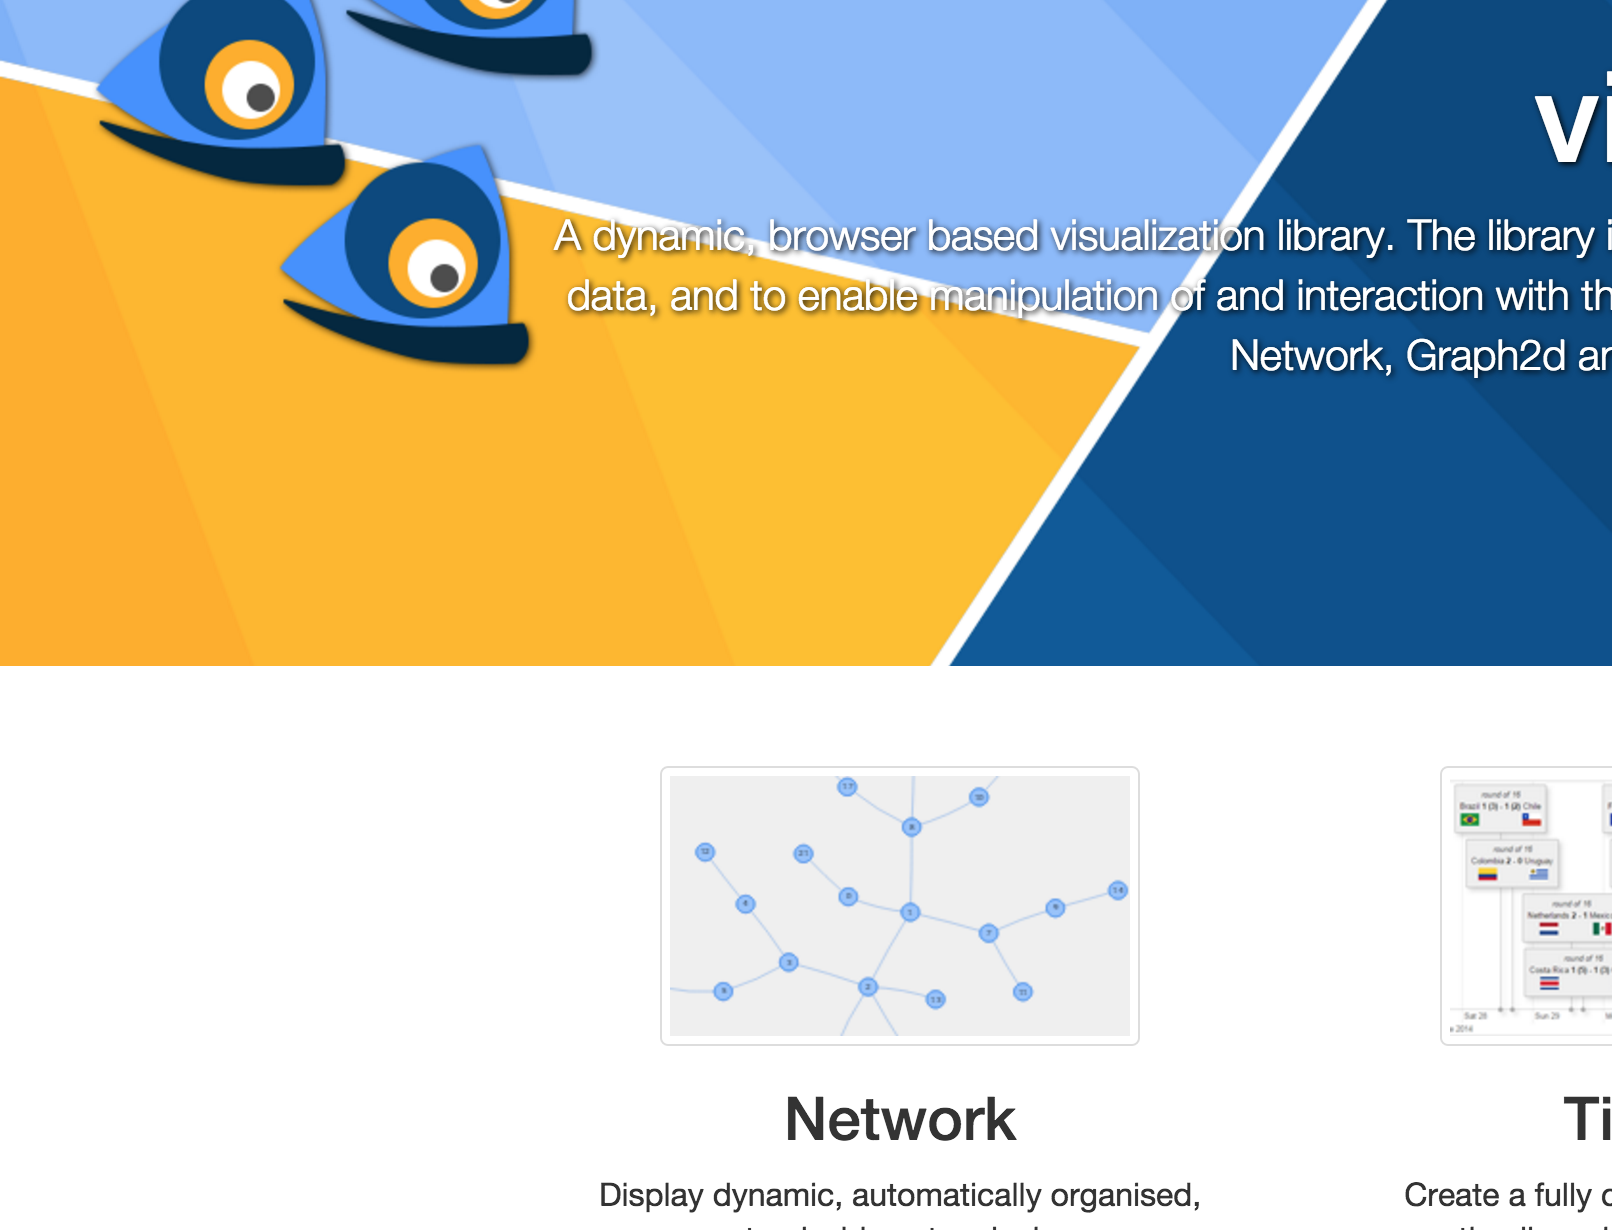 vi
A dynamic, browser based visualization library. The library i
data, and to enable manipulation of and interaction with th
Network, Graph2d an
17
10
8
12
21
4
0
1
14
9
7
3
2
5
13
11
round of 16
Brazil 1 (3) - 1 (2) Chile
round of 16
Colombia 2 - 0 Uruguay
round of 16
Netherlands 2 - 1 Mexico
round of 16
Costa Rica 1 (5) - 1 (3)
Sat 28
Sun 29
2014
Network
Ti
Display dynamic, automatically organised,
Create a fully c